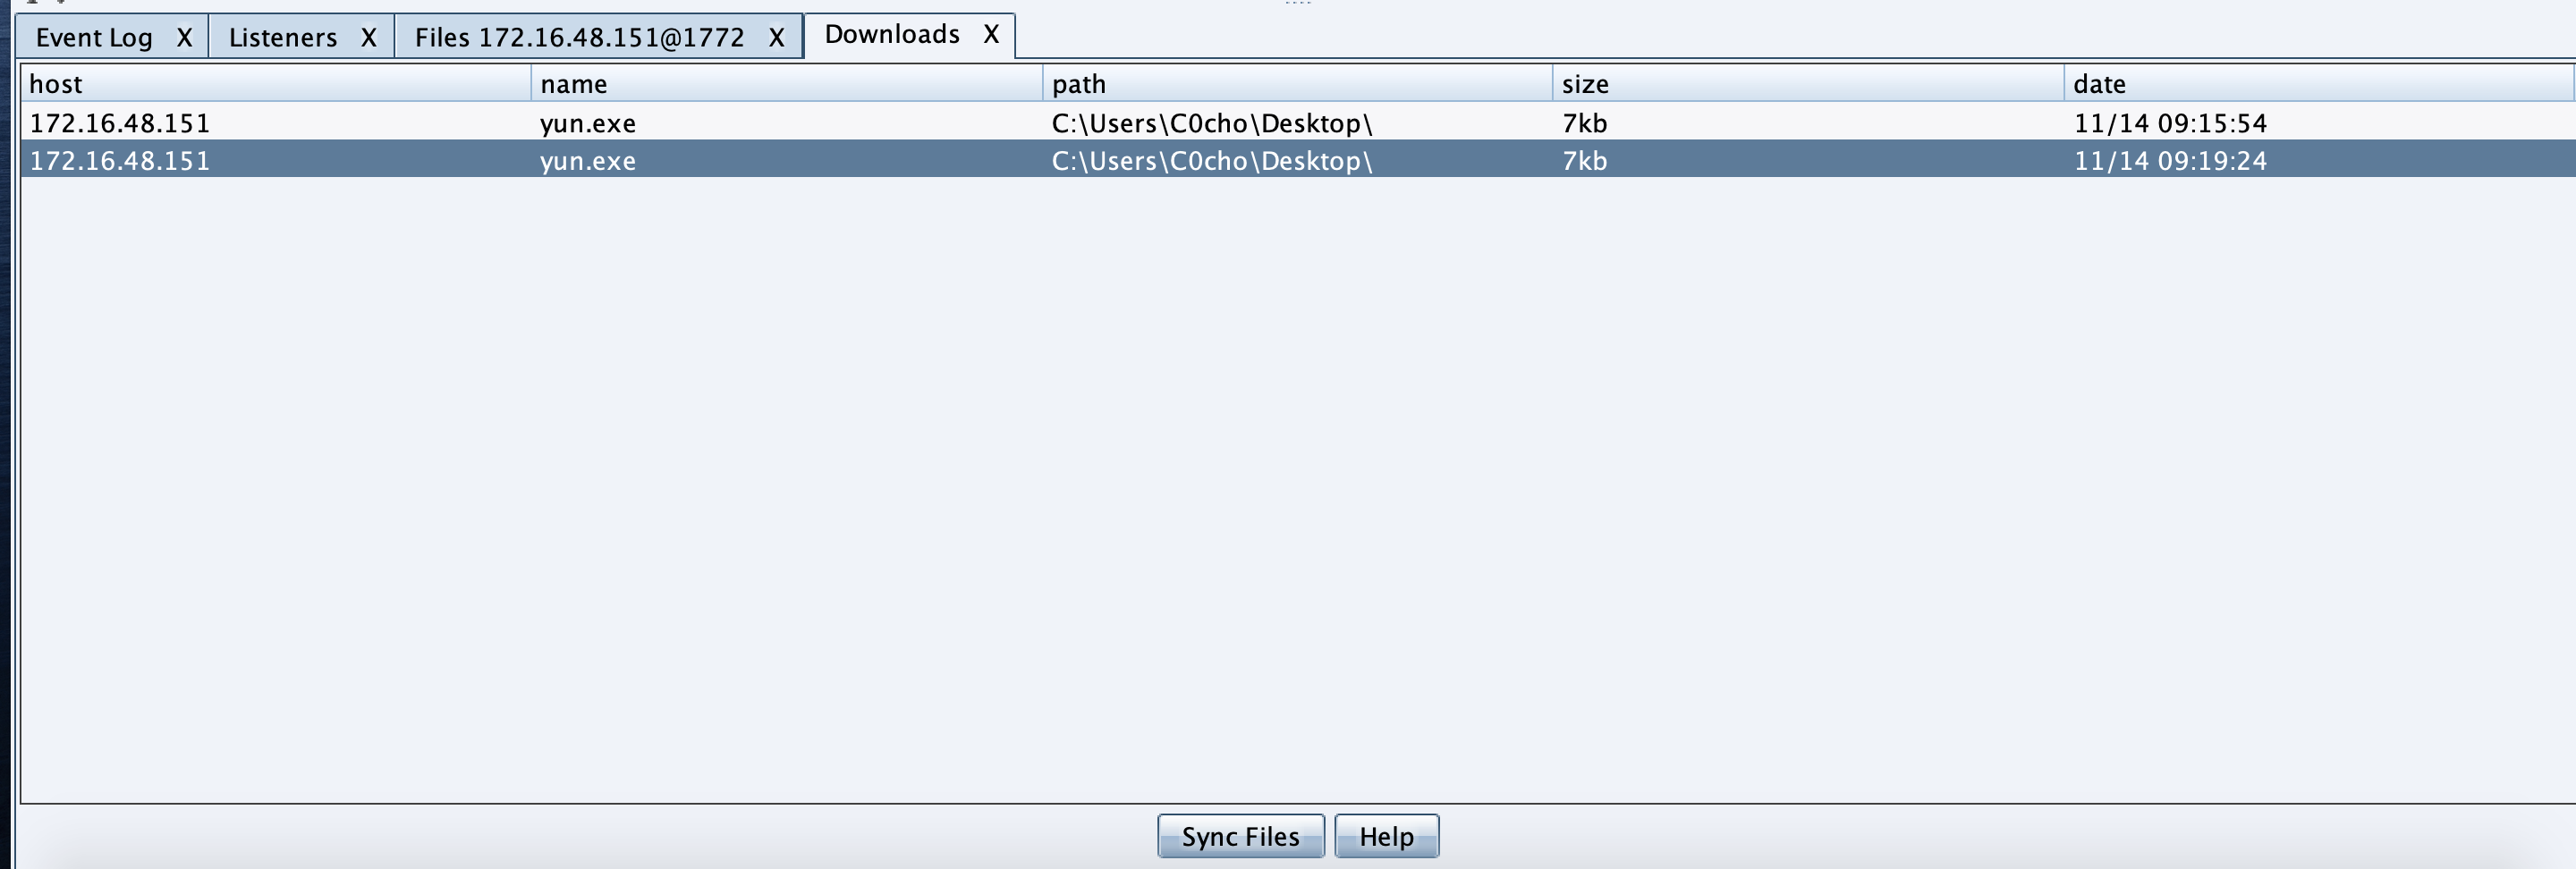 Event Log X Listeners X Files 172.16.48.151@1772 X Downloads X
host name path size date
172.16.48.151 yun.exe C:\Users\C0cho\Desktop\ 7kb 11/14 09:15:54
172.16.48.151 yun.exe C:\Users\C0cho\Desktop\ 7kb 11/14 09:19:24
Sync Files Help